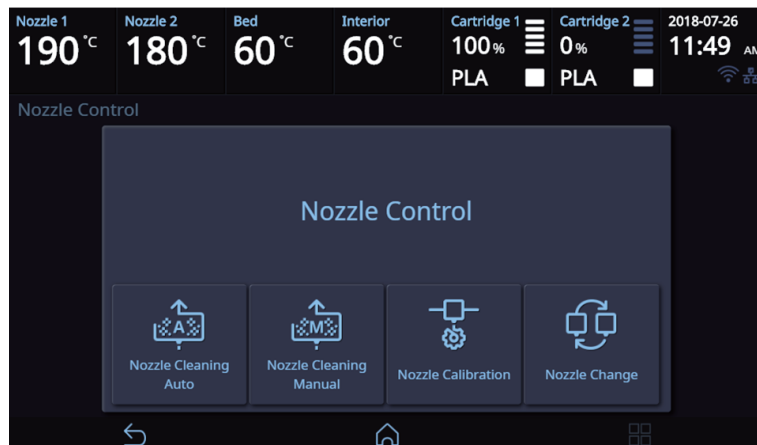 Nozzle 1
190 °C
Nozzle 2
180 °C
Bed
60 °C
Interior
60 °C
Cartridge 1
100 %
PLA
Cartridge 2
0 %
PLA
2018-07-26
11:49 AM
Nozzle Control
Nozzle Control
A
Nozzle Cleaning
Auto
M
Nozzle Cleaning
Manual
Nozzle Calibration
Nozzle Change